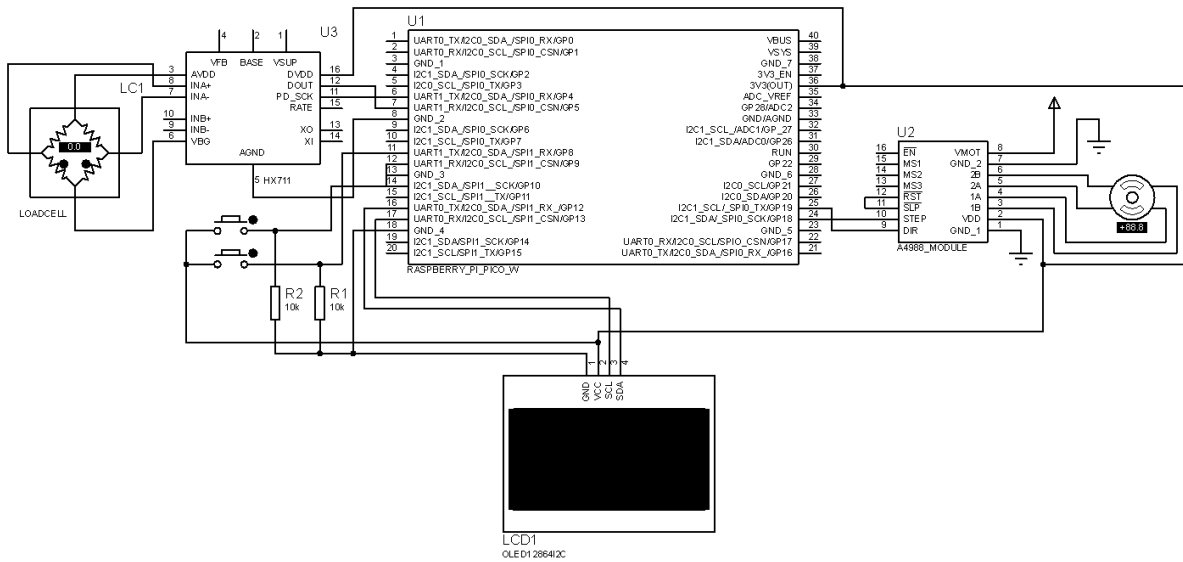 U3
4 2 1
VFB BASE VSUP
3 AVDD DVDD 16
8 INA+ DOUT 12
7 INA- PD_SCK 11
RATE 15
10 INB+
9 INB- XO 13
6 VBG XI 14
AGND
5 HX711
LC1
0.0
LOADCELL
U1
1 UART0_TX/I2C0_SDA_/SPI0_RX/GP0 VBUS 40
2 UART0_RX/I2C0_SCL_/SPI0_CSN/GP1 VSYS 39
3 GND_1 GND_7 38
4 I2C1_SDA_/SPI0_SCK/GP2 3V3_EN 37
5 I2C0_SCL_/SPI0_TX/GP3 3V3(OUT) 36
6 UART1_TX/I2C0_SDA_/SPI0_RX/GP4 ADC_VREF 35
7 UART1_RX/I2C0_SCL_/SPI0_CSN/GP5 GP28/ADC2 34
8 GND_2 GND/AGND 33
9 I2C1_SDA_/SPI0_SCK/GP6 I2C1_SCL_/ADC1/GP_27 32
10 I2C1_SCL_/SPI0_TX/GP7 I2C1_SDA/ADC0/GP26 31
11 UART1_TX/I2C0_SDA_/SPI1_RX/GP8 RUN 30
12 UART1_RX/I2C0_SCL_/SPI1_CSN/GP9 GP22 29
13 GND_3 GND_6 28
14 I2C1_SDA_/SPI1__SCK/GP10 I2C0_SCL/GP21 27
15 I2C1_SCL_/SPI1__TX/GP11 I2C0_SDA/GP20 26
16 UART0_TX/I2C0_SDA_/SPI1_RX_/GP12 I2C1_SCL_/SPI0_TX/GP19 25
17 UART0_RX/I2C0_SCL_/SPI1_CSN/GP13 I2C1_SDA/ SPI0_SCK/GP18 24
18 GND_4 GND_5 23
19 I2C1_SDA/SPI1_SCK/GP14 UART0_RX/I2C0_SCL/SPIO_CSN/GP17 22
20 I2C1_SCL/SPI1_TX/GP15 UART0_TX/I2C0_SDA_/SPI0_RX_/GP16 21
RASPBERRY_PI_PICO_W
U2
16 EN VMOT 8
15 MS1 GND_2 7
14 MS2 2B 6
13 MS3 2A 5
12 RST 1A 4
11 SLP 1B 3
10 STEP VDD 2
9 DIR GND_1 1
A4988_MODULE
+88.8
R2
10k
R1
10k
1 2 3 4
GND VCC SCL SDA
LCD1
OLED12864I2C